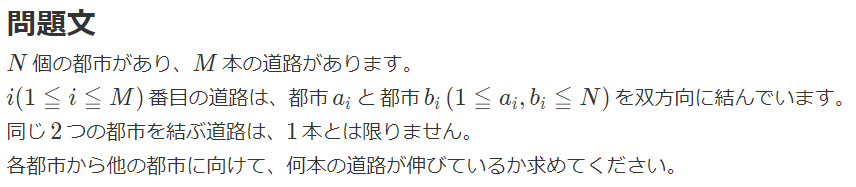 問題文
N 個の都市があり、M 本の道路があります。
i(1 ≦ i ≦ M) 番目の道路は、都市 a_i と 都市 b_i (1 ≦ a_i, b_i ≦ N) を双方向に結んでいます。
同じ 2 つの都市を結ぶ道路は、1 本とは限りません。
各都市から他の都市に向けて、何本の道路が伸びているか求めてください。